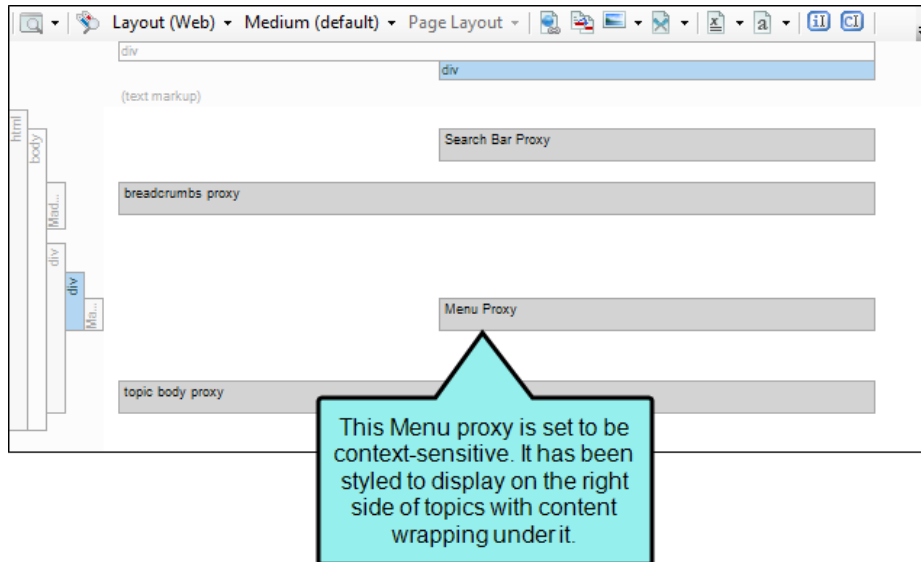 Layout (Web) Medium (default) Page Layout x a iI CI
div
div
(text markup)
html
body
Search Bar Proxy
Mad...
breadcrumbs proxy
div
div
Ma...
Menu Proxy
topic body proxy
This Menu proxy is set to be
context-sensitive. It has been
styled to display on the right
side of topics with content
wrapping under it.